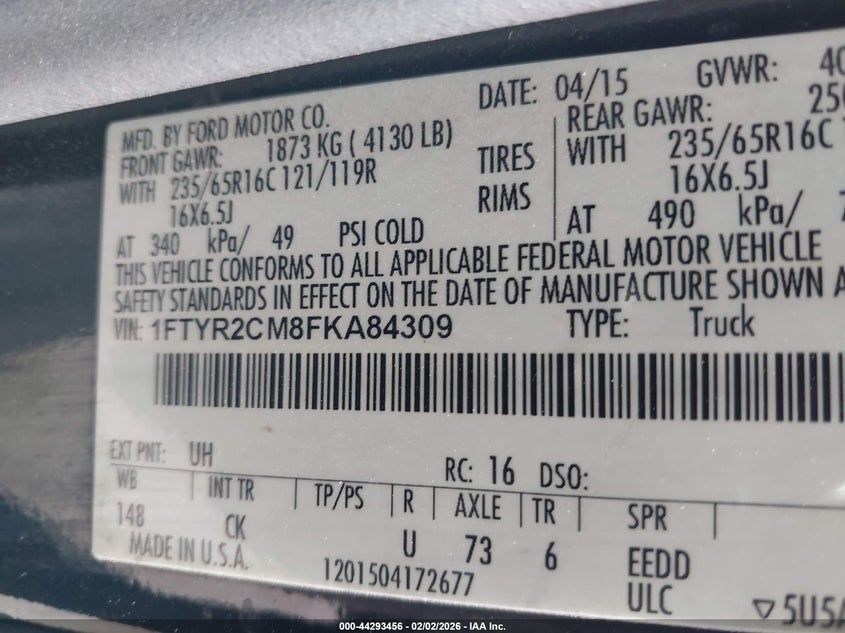 MFD. BY FORD MOTOR CO. DATE: 04/15 GVWR:
FRONT GAWR: 1873 KG ( 4130 LB) REAR GAWR:
WITH 235/65R16C 121/119R TIRES WITH 235/65R16C
16X6.5J RIMS 16X6.5J
AT 340 kPa/ 49 PSI COLD AT 490 kPa/
THIS VEHICLE CONFORMS TO ALL APPLICABLE FEDERAL MOTOR VEHICLE
SAFETY STANDARDS IN EFFECT ON THE DATE OF MANUFACTURE SHOWN
VIN: 1FTYR2CM8FKA84309 TYPE: Truck
EXT PNT: UH RC: 16 DSO:
WB | INT TR | TP/PS | R | AXLE | TR | SPR |
148 CK U 73 6 EEDD
MADE IN U.S.A. 1201504172677 ULC ▽5U5A
000-44293456 - 02/02/2026 - IAA Inc.